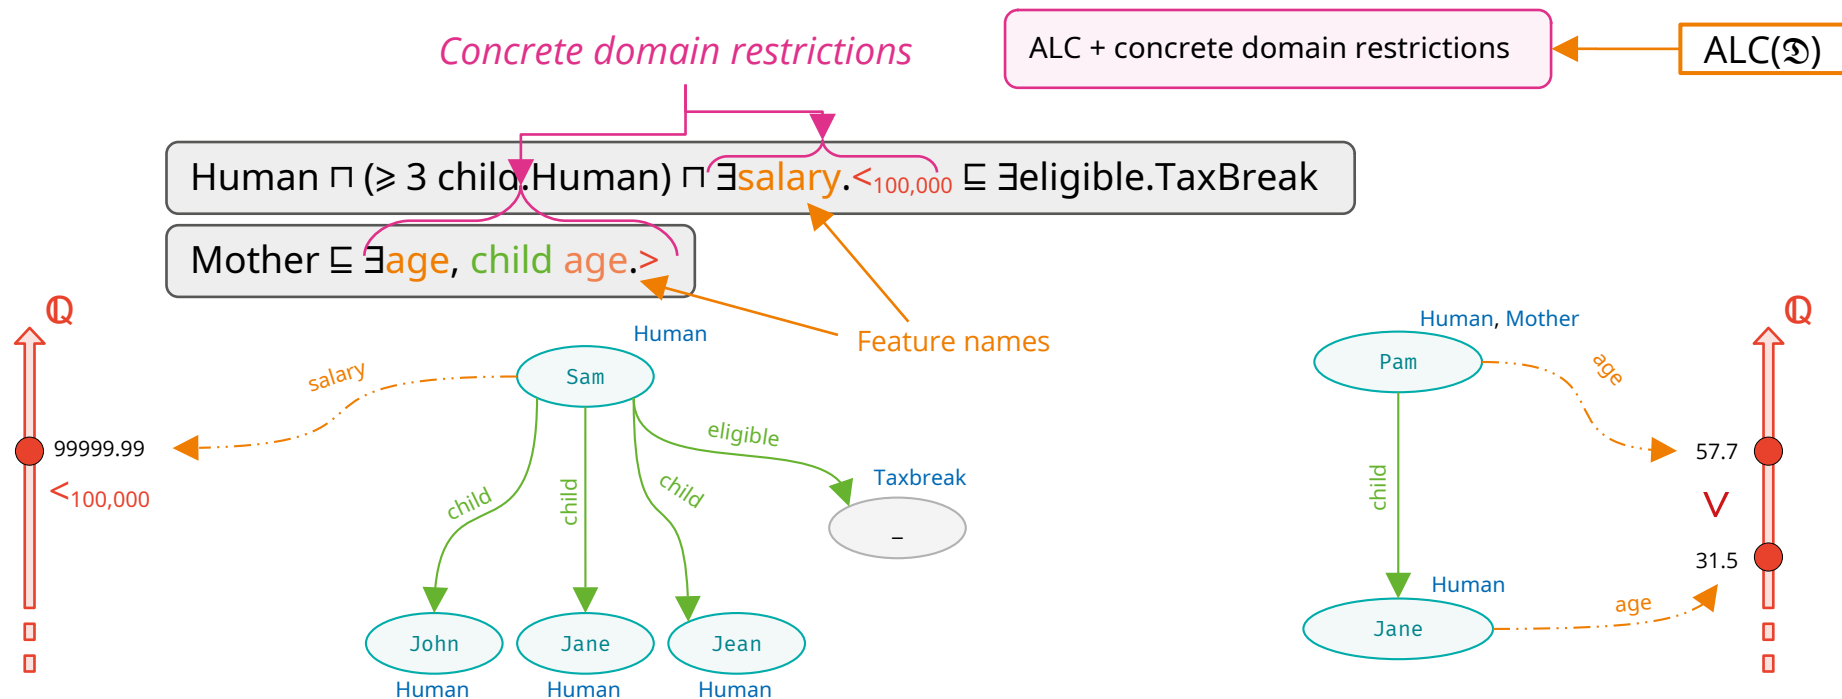 Concrete domain restrictions
ALC + concrete domain restrictions
ALC(𝔇)
Human ⊓ (⩾ 3 child.Human) ⊓ ∃salary.<100,000 ⊑ ∃eligible.TaxBreak
Mother ⊑ ∃age, child age.>
Feature names
ℚ
salary
99999.99
<100,000
Human
Sam
eligible
child
child
child
Taxbreak
_
John
Jane
Jean
Human
Human
Human
Human, Mother
Pam
age
ℚ
57.7
>
31.5
child
Human
Jane
age